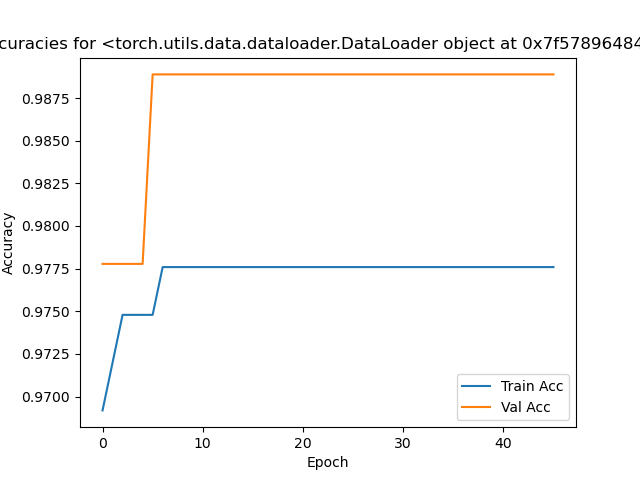 curacies for <torch.utils.data.dataloader.DataLoader object at 0x7f57896484
0.9875
0.9850
0.9825
0.9800
0.9775
0.9750
0.9725
0.9700
Accuracy
Train Acc
Val Acc
0 10 20 30 40
Epoch